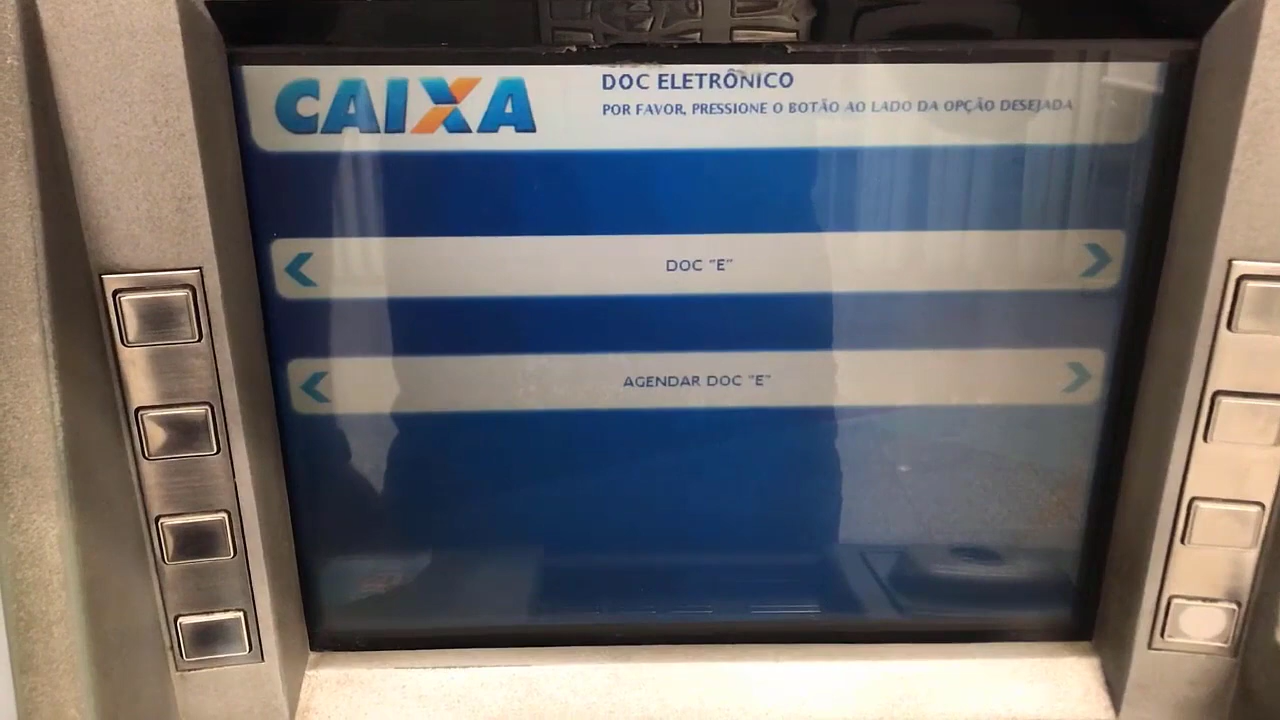 CAIXA
DOC ELETRÔNICO
POR FAVOR, PRESSIONE O BOTÃO AO LADO DA OPÇÃO DESEJADA
DOC "E"
AGENDAR DOC "E"